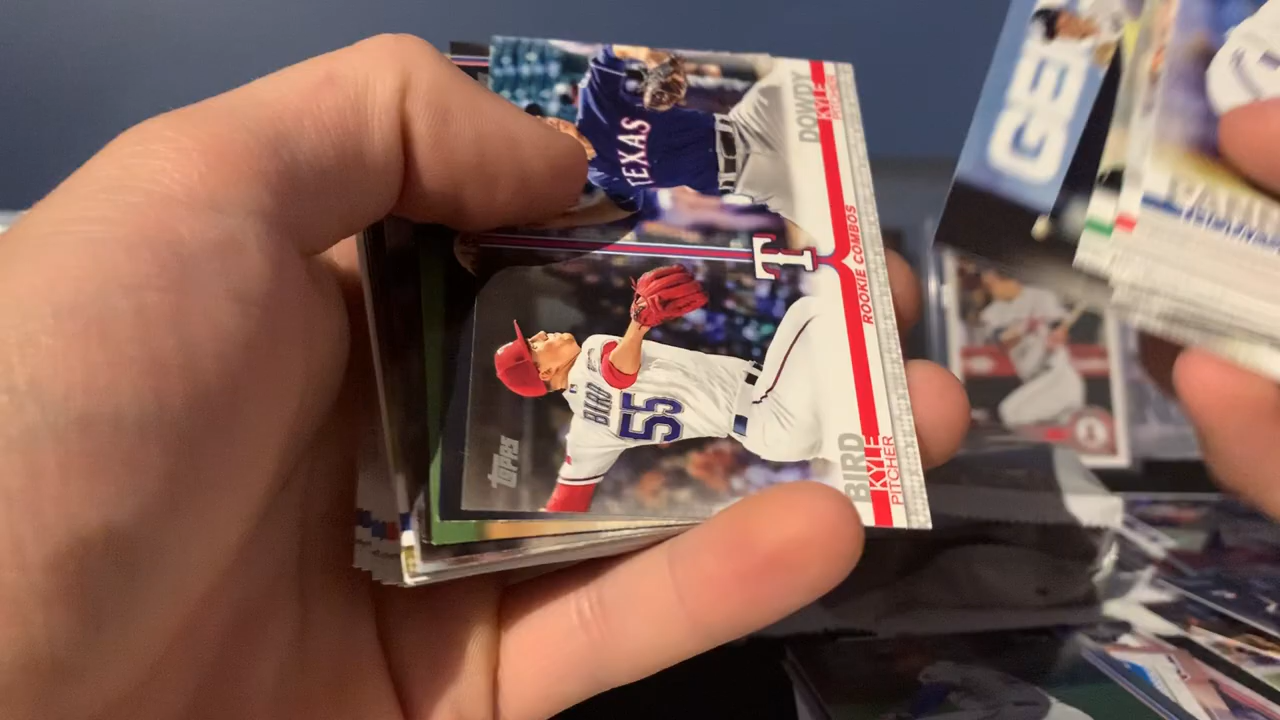 DOWDY
KYLE
PITCHER
TEXAS
T
ROOKIE COMBOS
BIRD
55
topps
BIRD
KYLE
PITCHER